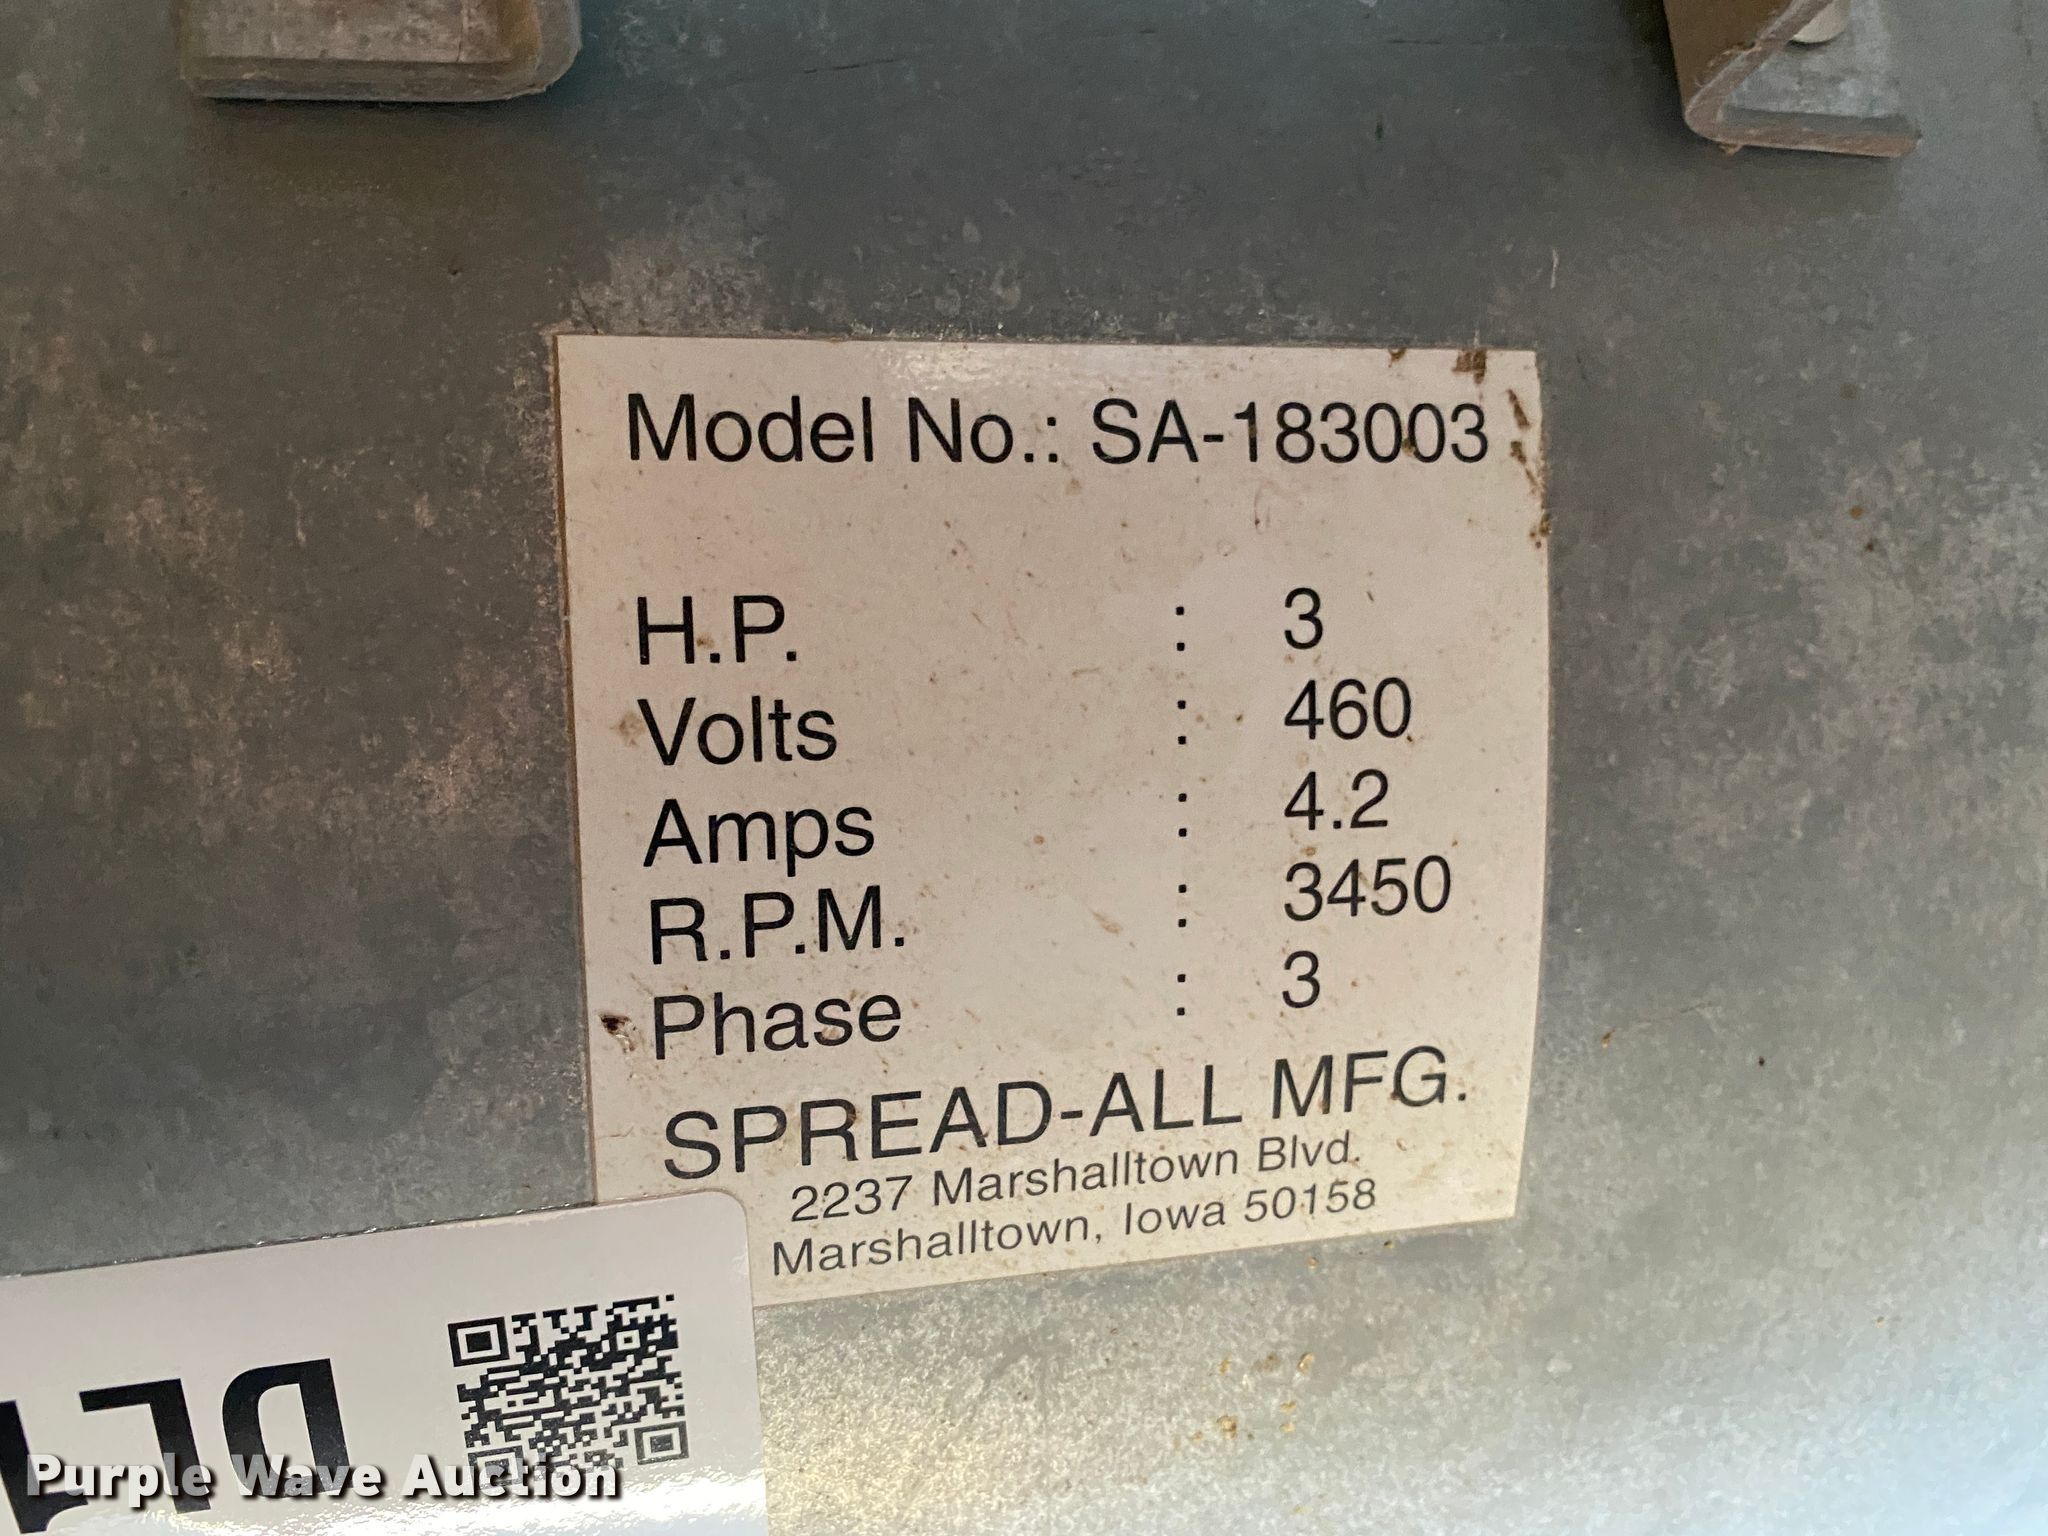 Model No.: SA-183003
H.P. : 3
Volts : 460
Amps : 4.2
R.P.M. : 3450
Phase : 3
SPREAD-ALL MFG.
2237 Marshalltown Blvd.
Marshalltown, Iowa 50158
Purple Wave Auction